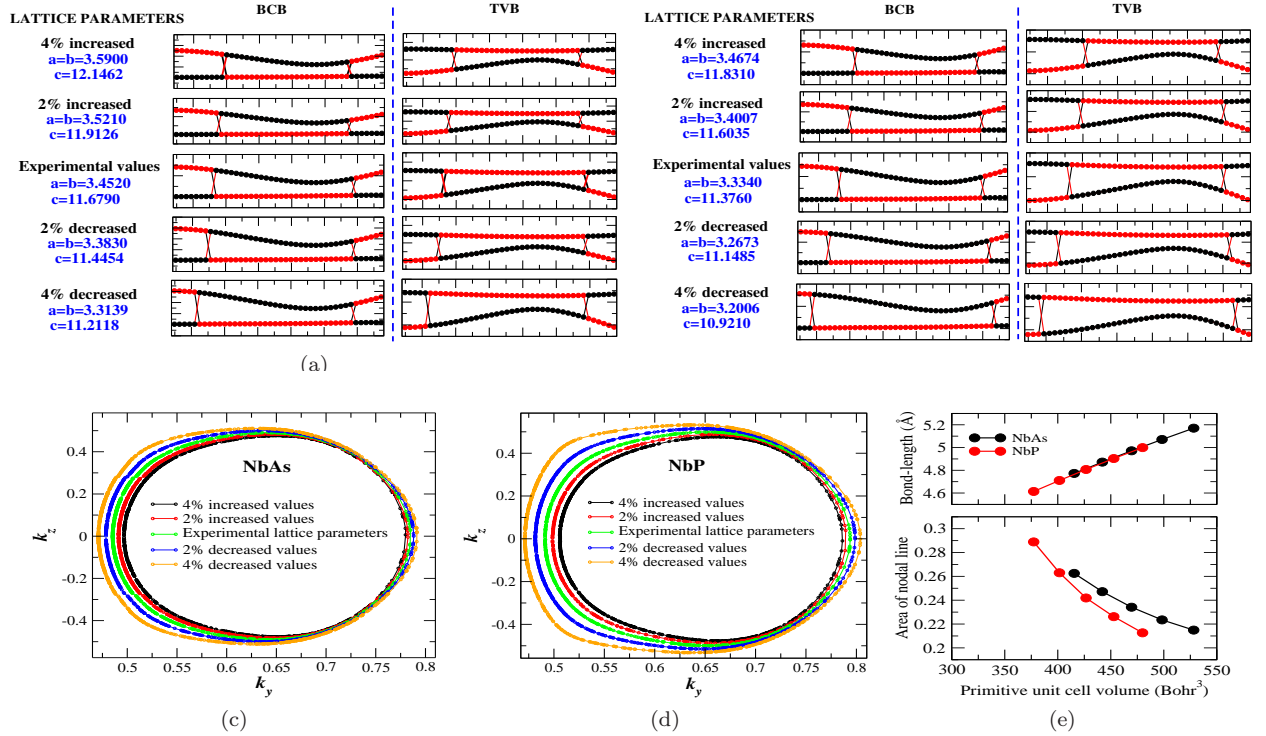 LATTICE PARAMETERS
BCB
TVB
4% increased
a=b=3.5900
c=12.1462
2% increased
a=b=3.5210
c=11.9126
Experimental values
a=b=3.4520
c=11.6790
2% decreased
a=b=3.3830
c=11.4454
4% decreased
a=b=3.3139
c=11.2118
(a)
LATTICE PARAMETERS
BCB
TVB
4% increased
a=b=3.4674
c=11.8310
2% increased
a=b=3.4007
c=11.6035
Experimental values
a=b=3.3340
c=11.3760
2% decreased
a=b=3.2673
c=11.1485
4% decreased
a=b=3.2006
c=10.9210
NbAs
4% increased values
2% increased values
Experimental lattice parameters
2% decreased values
4% decreased values
0.4
0.2
0
-0.2
-0.4
k_z
0.5 0.55 0.6 0.65 0.7 0.75 0.8
k_y
(c)
NbP
4% increased values
2% increased values
Experimental lattice parameters
2% decreased values
4% decreased values
0.4
0.2
0
-0.2
-0.4
k_z
0.5 0.55 0.6 0.65 0.7 0.75 0.8
k_y
(d)
NbAs
NbP
5.2
5
4.8
4.6
Bond-length (Å)
0.3
0.28
0.26
0.24
0.22
0.2
Area of nodal line
300 350 400 450 500 550
Primitive unit cell volume (Bohr³)
(e)